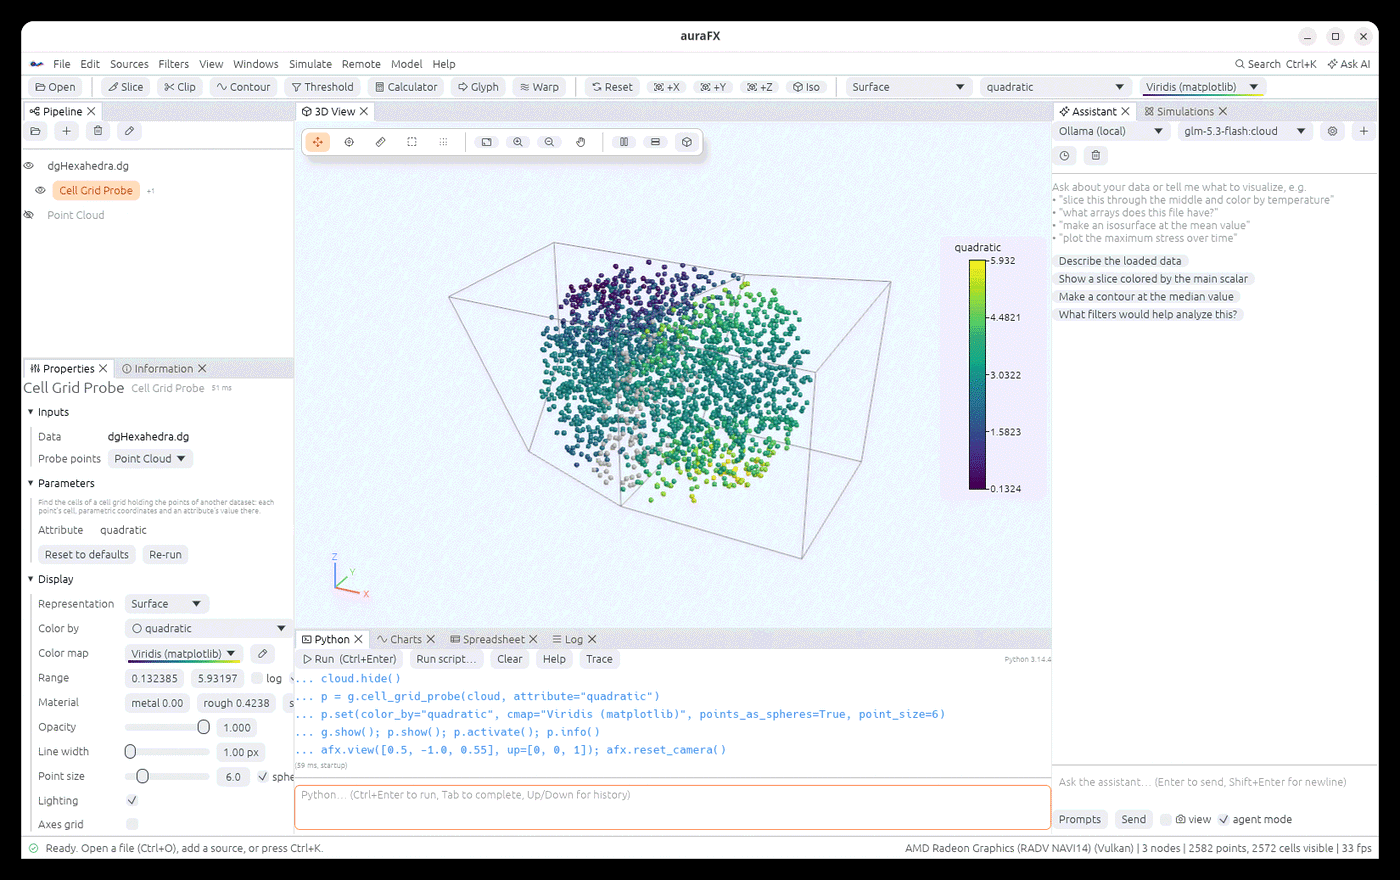 auraFX
File Edit Sources Filters View Windows Simulate Remote Model Help
Search Ctrl+K Ask AI
Open Slice Clip Contour Threshold Calculator Glyph Warp Reset +X +Y +Z Iso Surface quadratic Viridis (matplotlib)
Pipeline
dgHexahedra.dg
Cell Grid Probe +1
Point Cloud
Properties Information
Cell Grid Probe Cell Grid Probe 51 ms
Inputs
Data dgHexahedra.dg
Probe points Point Cloud
Parameters
Find the cells of a cell grid holding the points of another dataset: each
point's cell, parametric coordinates and an attribute's value there.
Attribute quadratic
Reset to defaults Re-run
Display
Representation Surface
Color by quadratic
Color map Viridis (matplotlib)
Range 0.132385 5.93197 log
Material metal 0.00 rough 0.4238 s
Opacity 1.000
Line width 1.00 px
Point size 6.0 sphe
Lighting
Axes grid
3D View
quadratic
5.932
4.4821
3.0322
1.5823
0.1324
Z
Y
X
Python Charts Spreadsheet Log
Run (Ctrl+Enter) Run script... Clear Help Trace Python 3.14.4
... cloud.hide()
... p = g.cell_grid_probe(cloud, attribute="quadratic")
... p.set(color_by="quadratic", cmap="Viridis (matplotlib)", points_as_spheres=True, point_size=6)
... g.show(); p.show(); p.activate(); p.info()
... afx.view([0.5, -1.0, 0.55], up=[0, 0, 1]); afx.reset_camera()
(59 ms, startup)
Python... (Ctrl+Enter to run, Tab to complete, Up/Down for history)
Assistant Simulations
Ollama (local) glm-5.3-flash:cloud
Ask about your data or tell me what to visualize, e.g.
• "slice this through the middle and color by temperature"
• "what arrays does this file have?"
• "make an isosurface at the mean value"
• "plot the maximum stress over time"
Describe the loaded data
Show a slice colored by the main scalar
Make a contour at the median value
What filters would help analyze this?
Ask the assistant... (Enter to send, Shift+Enter for newline)
Prompts Send view agent mode
Ready. Open a file (Ctrl+O), add a source, or press Ctrl+K.
AMD Radeon Graphics (RADV NAVI14) (Vulkan) | 3 nodes | 2582 points, 2572 cells visible | 33 fps